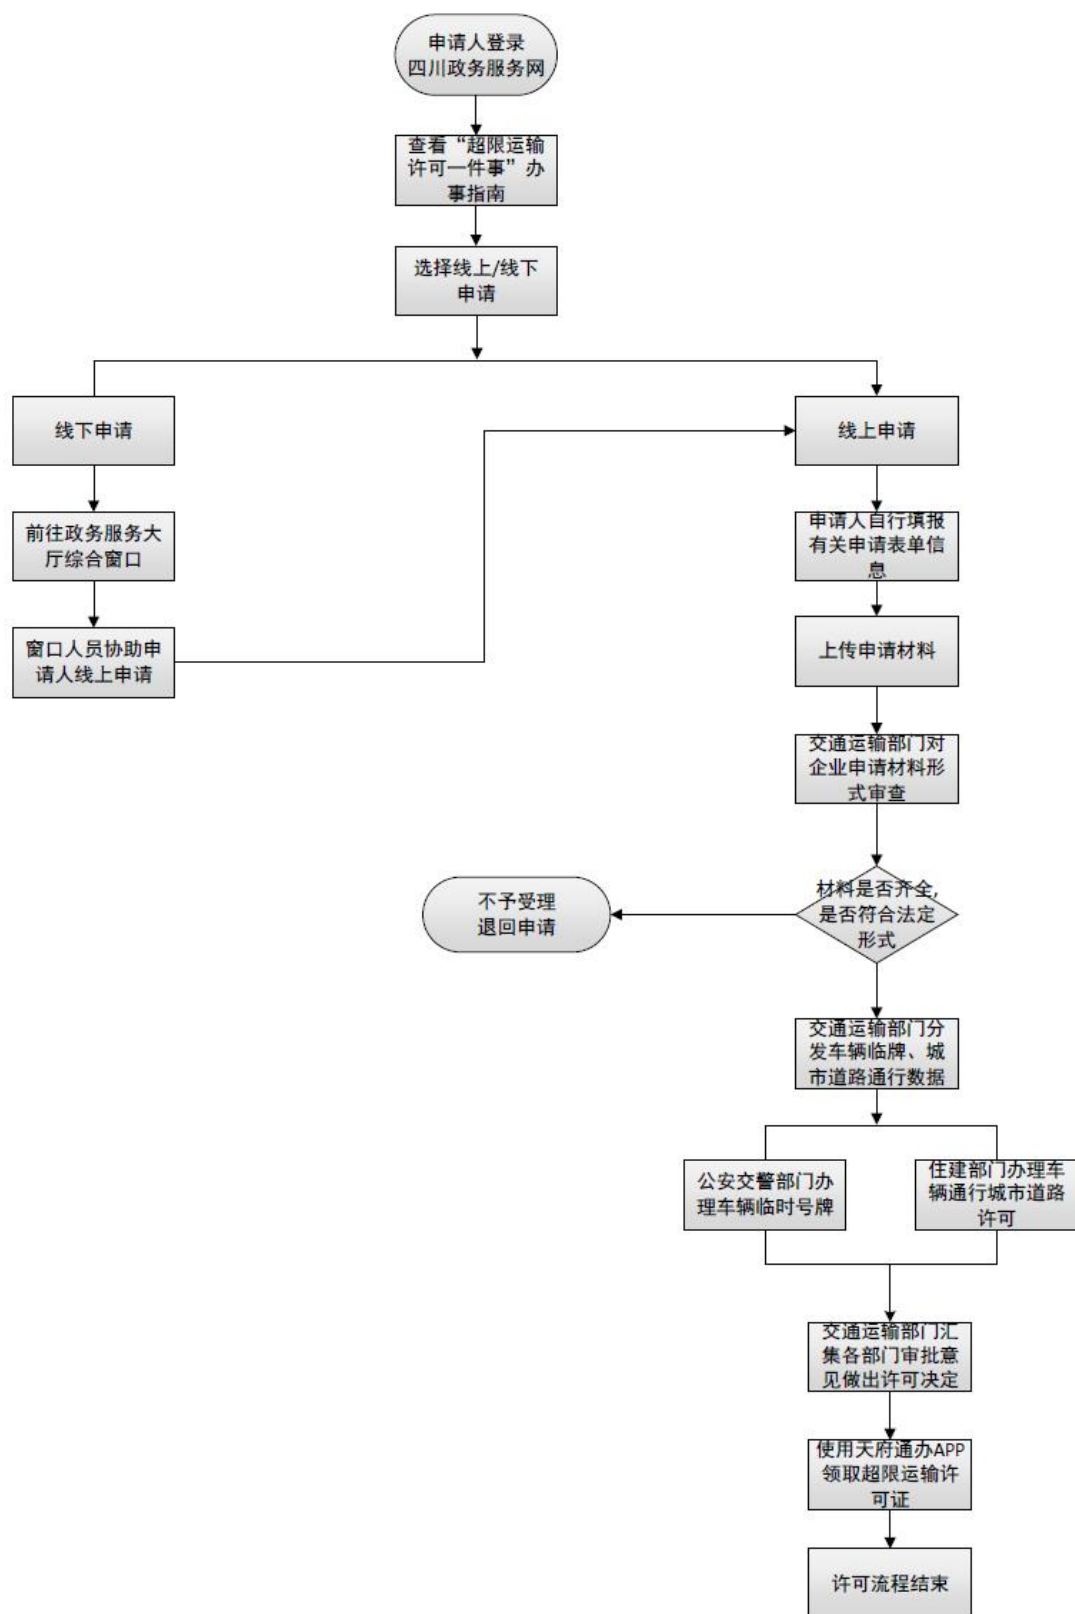 申请人登录
四川政务服务网
查看“超限运输
许可一件事”办
事指南
选择线上/线下
申请
线下申请
线上申请
前往政务服务大
厅综合窗口
申请人自行填报
有关申请表单信
息
窗口人员协助申
请人线上申请
上传申请材料
交通运输部门对
企业申请材料形
式审查
材料是否齐全,
是否符合法定
形式
不予受理
退回申请
交通运输部门分
发车辆临牌、城
市道路通行数据
公安交警部门办
理车辆临时号牌
住建部门办理车
辆通行城市道路
许可
交通运输部门汇
集各部门审批意
见做出许可决定
使用天府通办APP
领取超限运输许
可证
许可流程结束